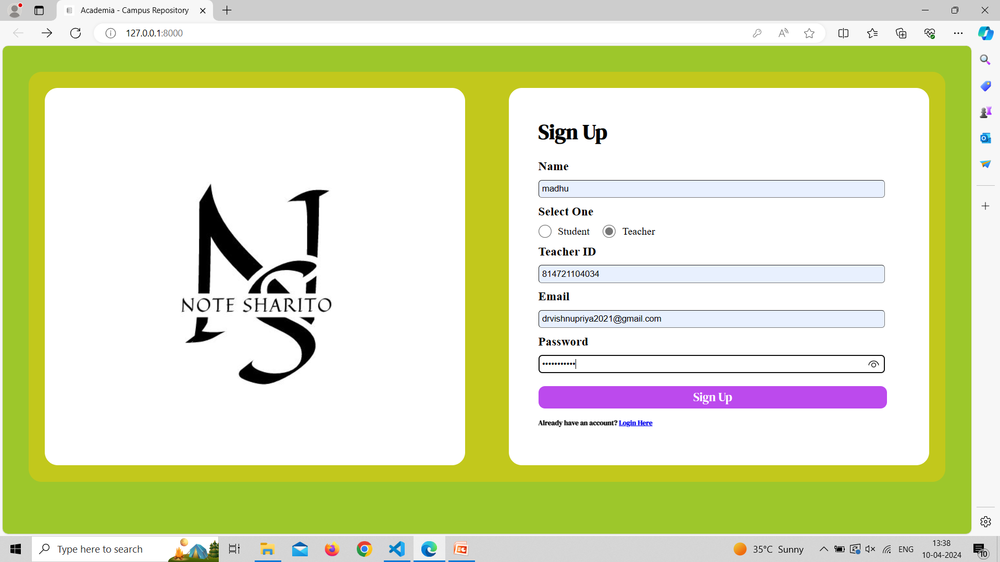 Academia - Campus Repository
127.0.0.1:8000
NOTE SHARITO
Sign Up
Name
madhu
Select One
Student Teacher
Teacher ID
814721104034
Email
drvishnupriya2021@gmail.com
Password
•••••••••••
Sign Up
Already have an account? Login Here
Type here to search
35°C Sunny
ENG
13:38
10-04-2024
10